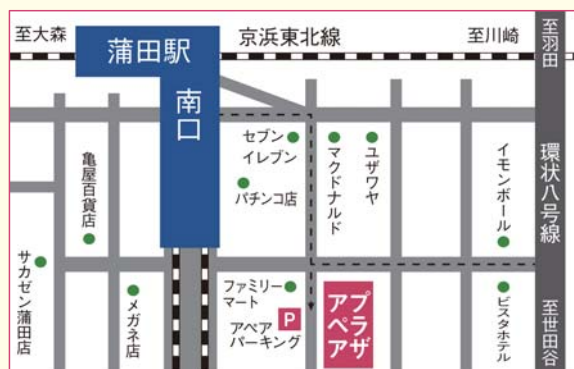 至大森
蒲田駅
京浜東北線
至川崎
至羽田
南口
セブン
イレブン
パチンコ店
マクドナルド
ユザワヤ
イモンボール
環状八号線
亀屋百貨店
サカゼン蒲田店
メガネ店
ファミリー
マート
P
アペア
パーキング
プラザ
アペア
ビスタホテル
至世田谷